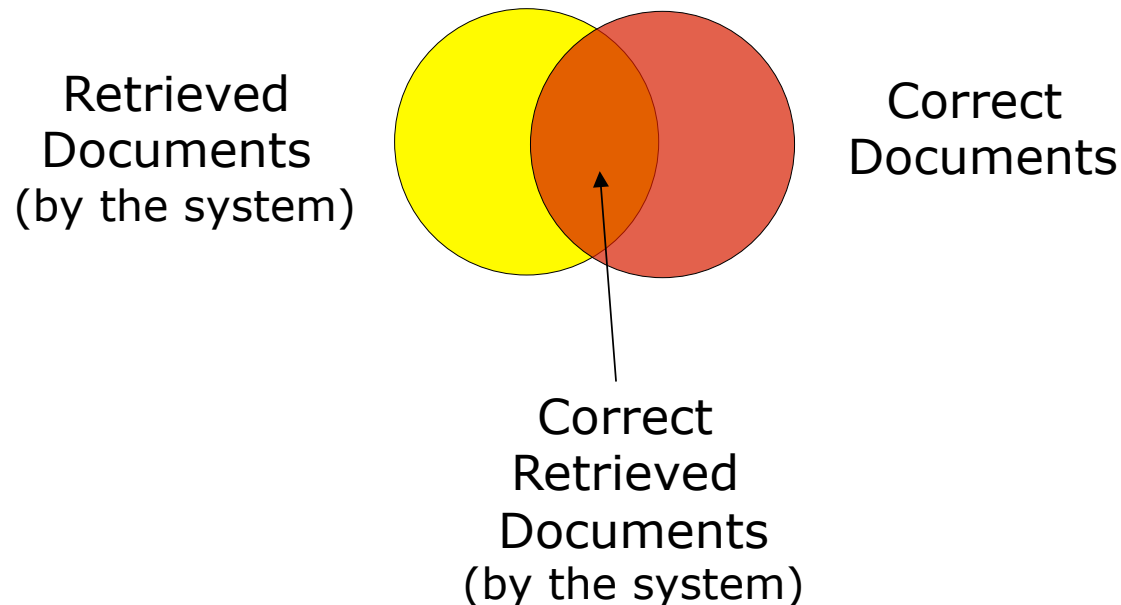 Retrieved
Documents
(by the system)
Correct
Documents
Correct
Retrieved
Documents
(by the system)